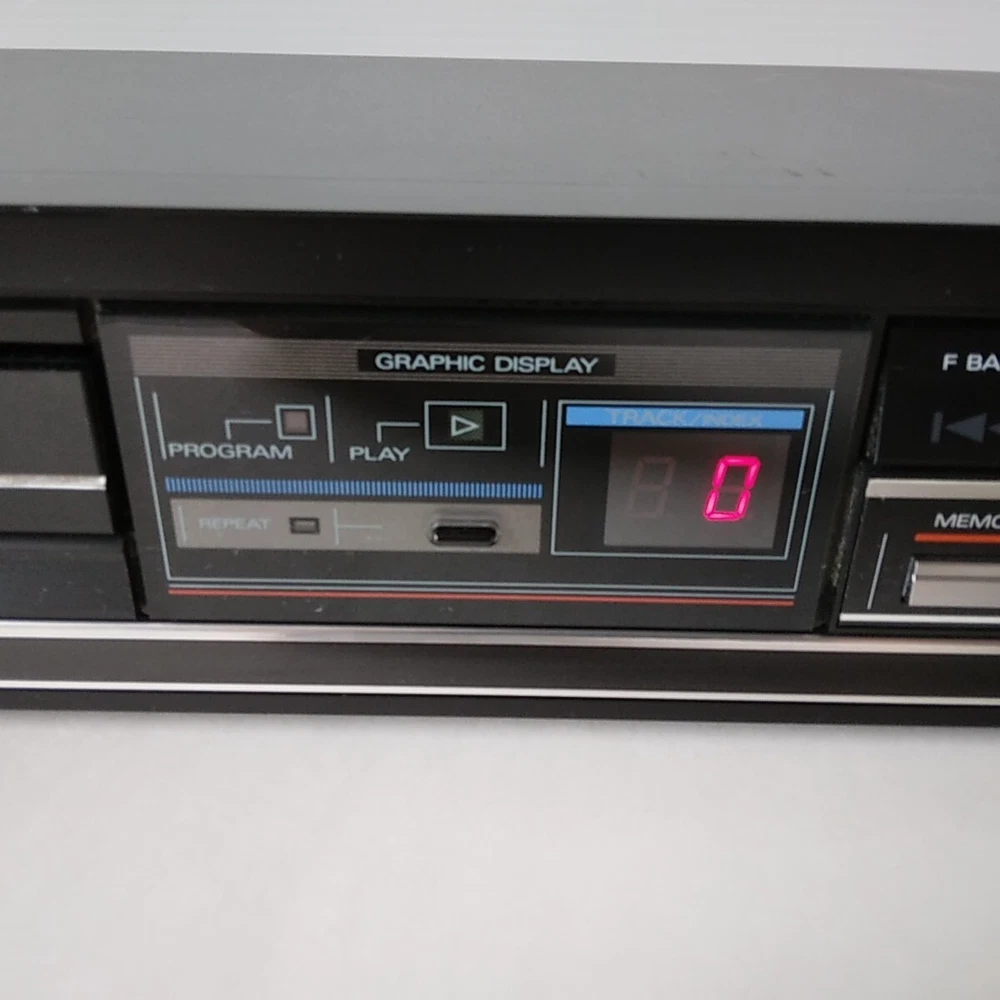 GRAPHIC DISPLAY
PROGRAM
PLAY
TRACK/INDEX
0
REPEAT
F BA
MEMO